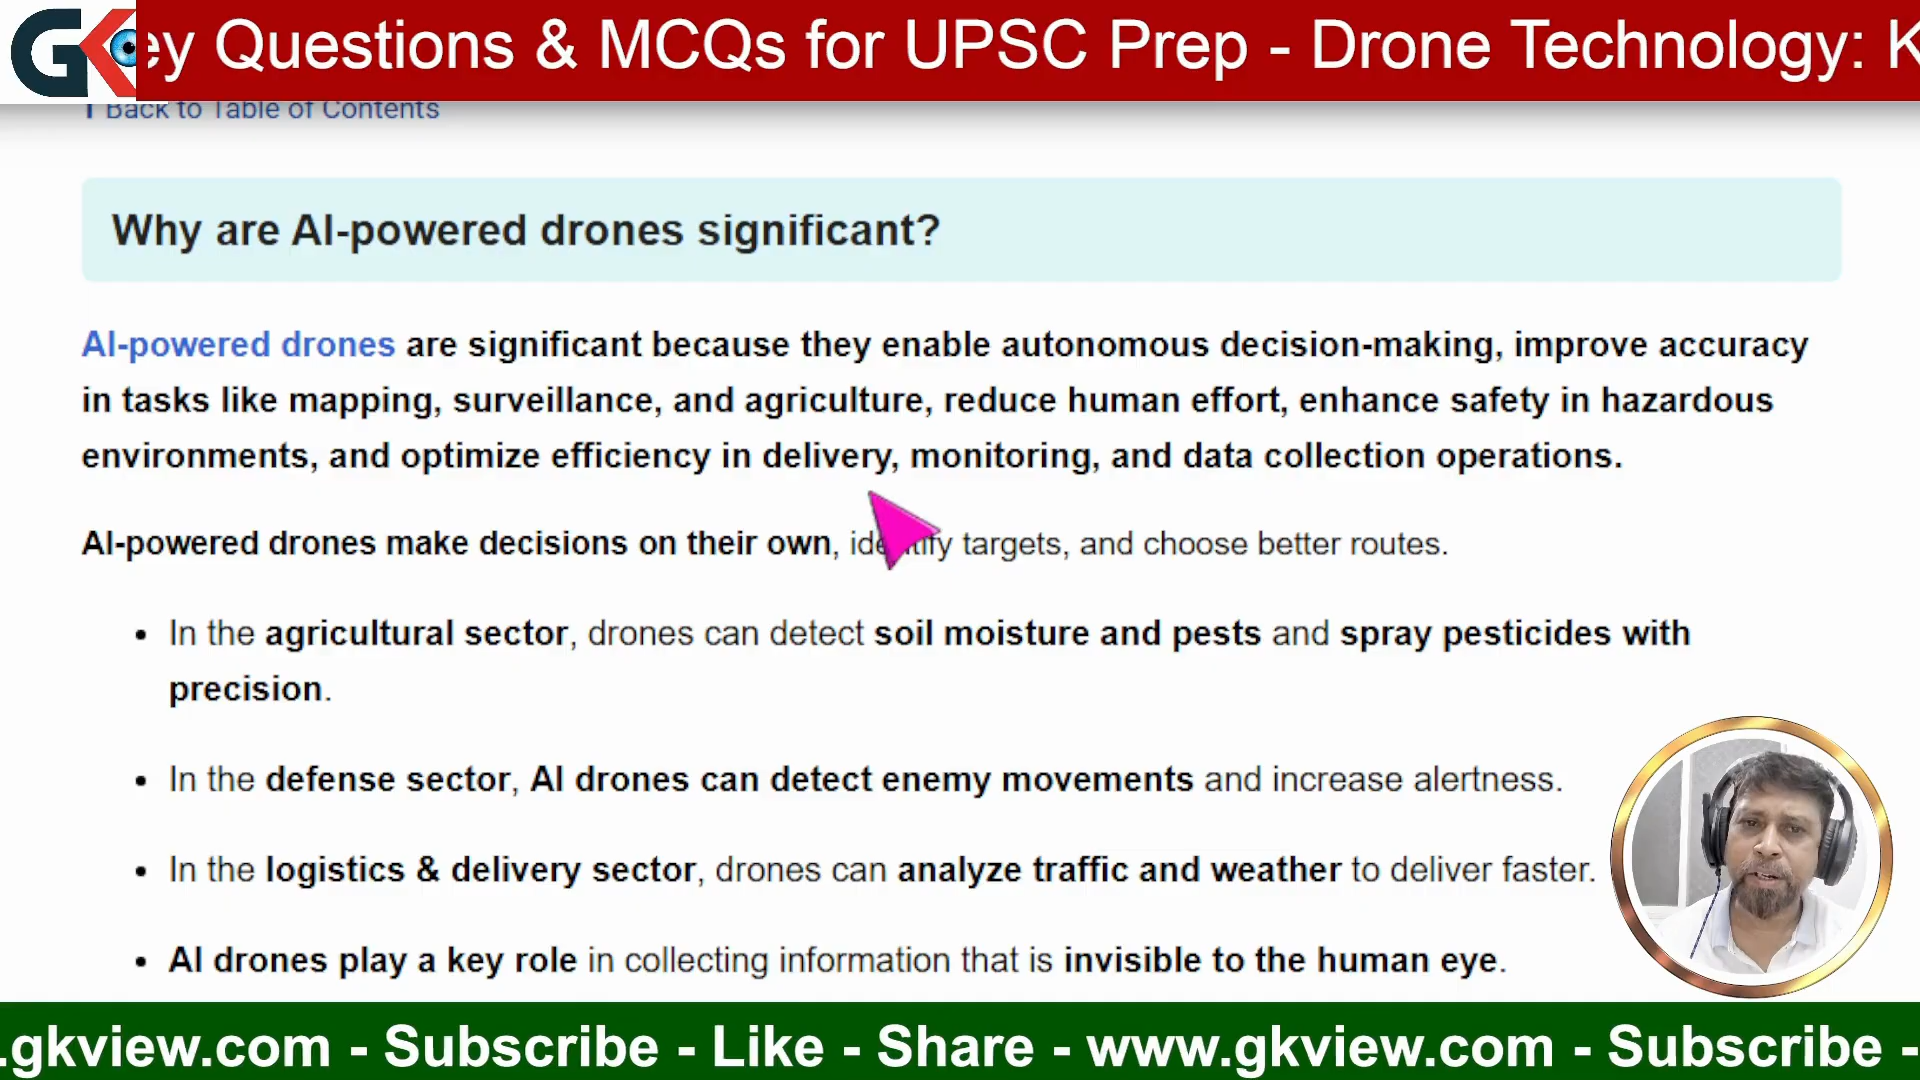 GK ey Questions & MCQs for UPSC Prep - Drone Technology: K
Back to Table of Contents
Why are AI-powered drones significant?
AI-powered drones are significant because they enable autonomous decision-making, improve accuracy
in tasks like mapping, surveillance, and agriculture, reduce human effort, enhance safety in hazardous
environments, and optimize efficiency in delivery, monitoring, and data collection operations.
AI-powered drones make decisions on their own, identify targets, and choose better routes.
• In the agricultural sector, drones can detect soil moisture and pests and spray pesticides with
precision.
• In the defense sector, AI drones can detect enemy movements and increase alertness.
• In the logistics & delivery sector, drones can analyze traffic and weather to deliver faster.
• AI drones play a key role in collecting information that is invisible to the human eye.
.gkview.com - Subscribe - Like - Share - www.gkview.com - Subscribe -